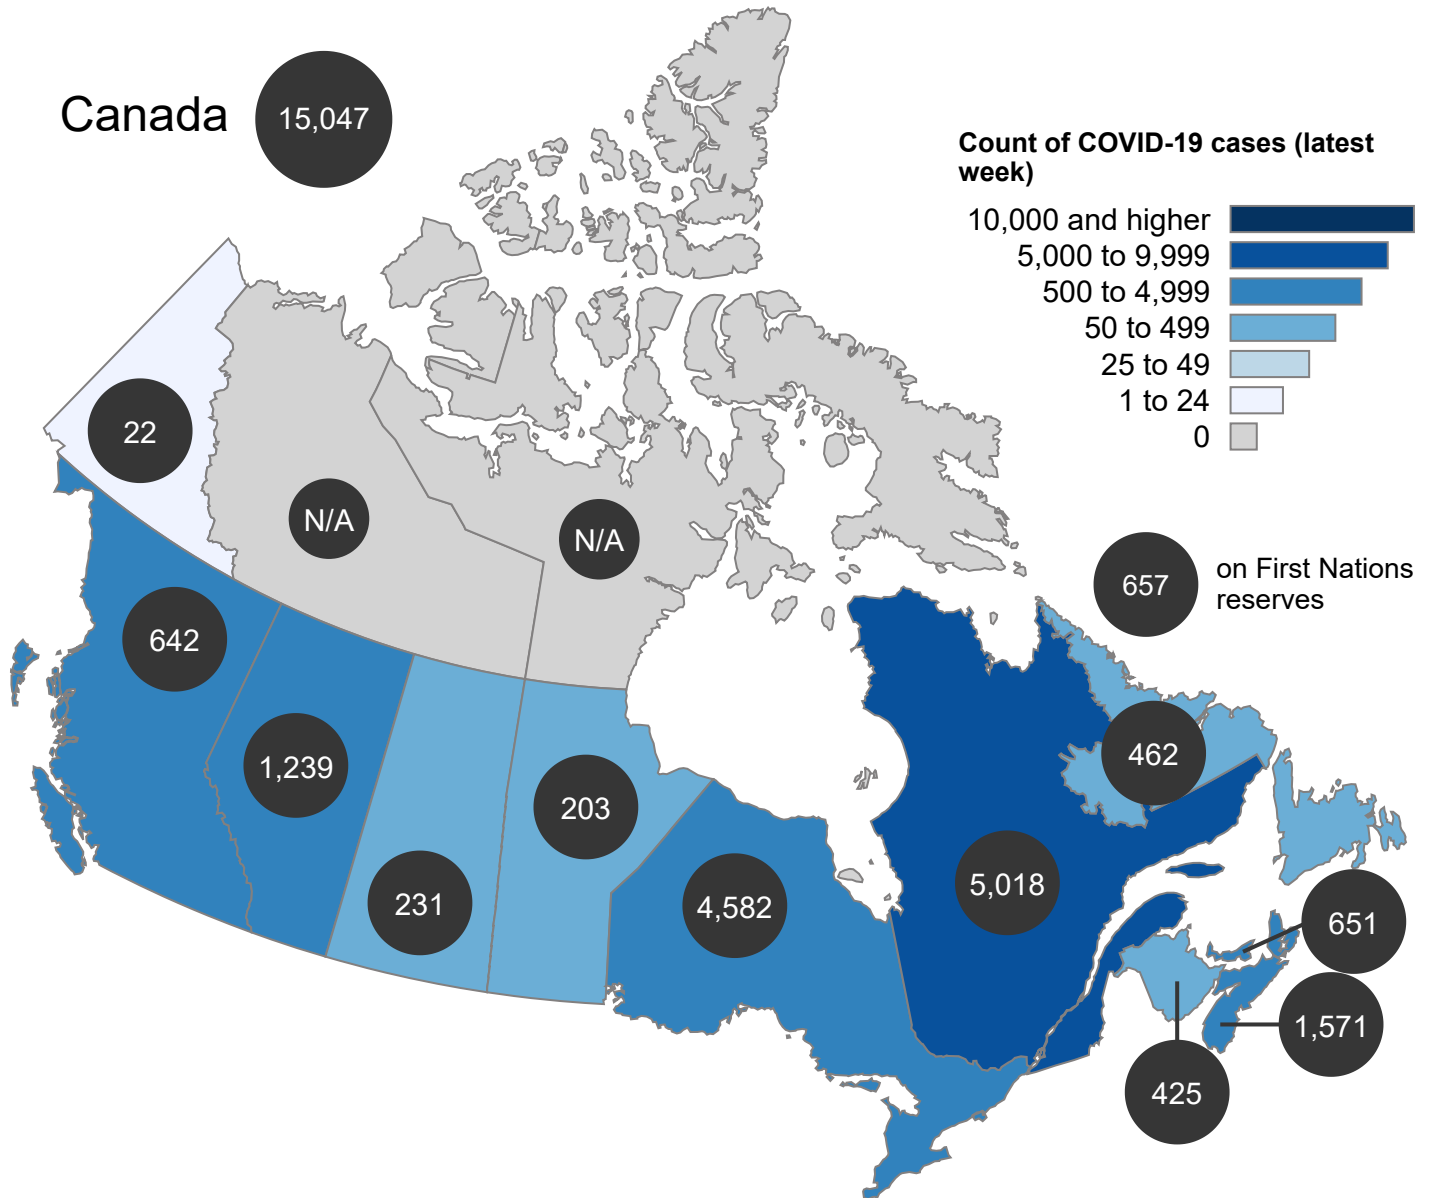 Canada
15,047
Count of COVID-19 cases (latest
week)
10,000 and higher
5,000 to 9,999
500 to 4,999
50 to 499
25 to 49
1 to 24
0
22
N/A
N/A
657
on First Nations
reserves
642
1,239
462
203
231
4,582
5,018
651
1,571
425